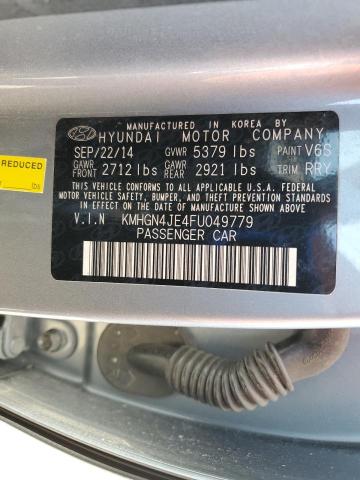 MANUFACTURED IN KOREA BY
HYUNDAI MOTOR COMPANY
SEP/22/14 GVWR 5379 lbs PAINT V6S
GAWR FRONT 2712 lbs GAWR REAR 2921 lbs TRIM RRY
THIS VEHICLE CONFORMS TO ALL APPLICABLE U.S.A FEDERAL
MOTOR VEHICLE SAFETY, BUMPER, AND THEFT PREVENTION
STANDARDS IN EFFECT ON THE DATE OF MANUFACTURE
SHOWN ABOVE.
V.I.N KMHGN4JE4FU049779
PASSENGER CAR
REDUCED
lbs